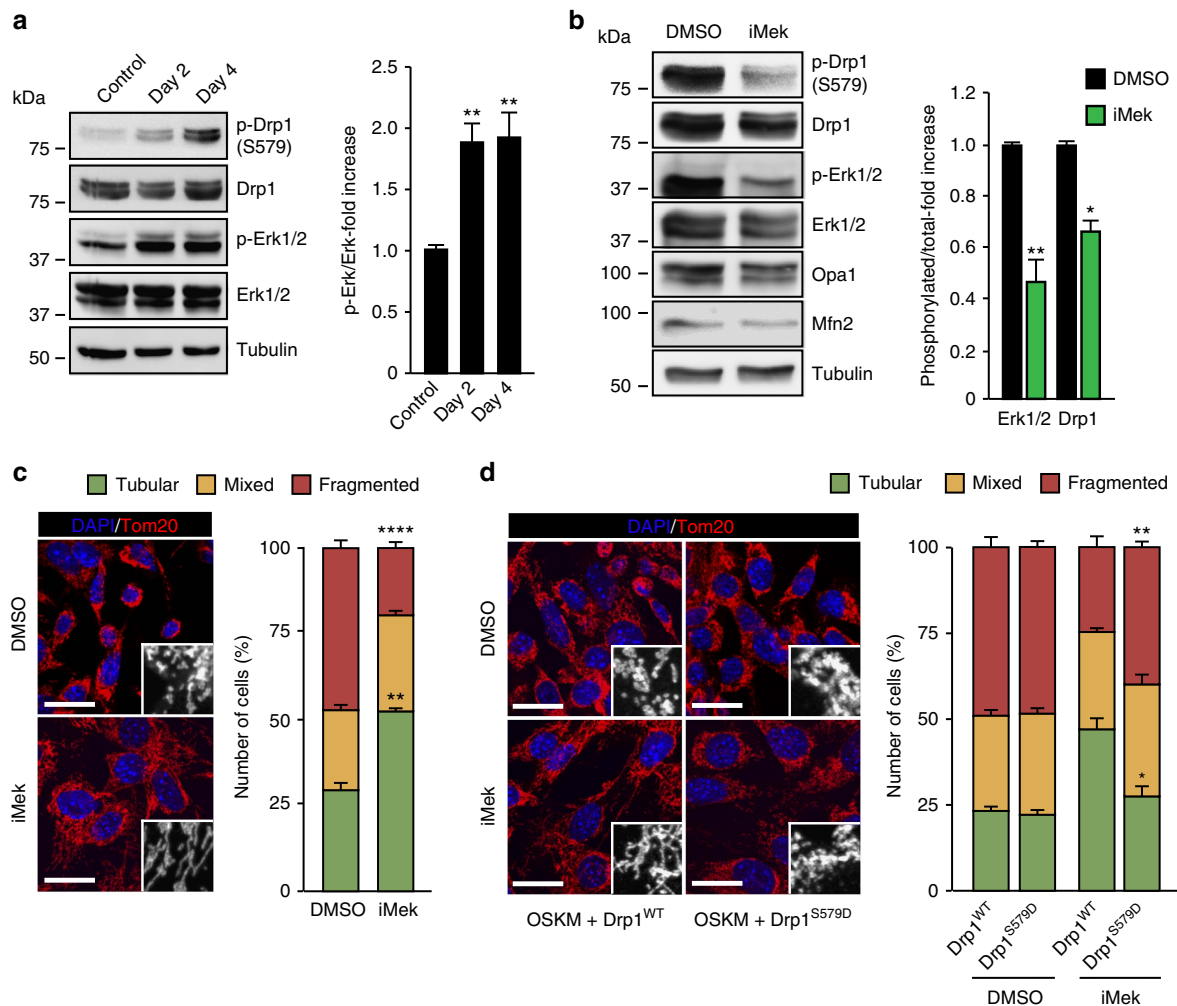 a
kDa
Control
Day 2
Day 4
75
p-Drp1
(S579)
75
Drp1
37
p-Erk1/2
37
Erk1/2
50
Tubulin
p-Erk/Erk-fold increase
2.5
2.0
1.5
1.0
0.5
0
**
**
Control
Day 2
Day 4
b
kDa
DMSO
iMek
75
p-Drp1
(S579)
75
Drp1
37
p-Erk1/2
37
Erk1/2
100
Opa1
100
Mfn2
50
Tubulin
DMSO
iMek
Phosphorylated/total-fold increase
1.2
1.0
0.8
0.6
0.4
0.2
0
**
*
Erk1/2
Drp1
c
Tubular
Mixed
Fragmented
DAPI/Tom20
DMSO
iMek
Number of cells (%)
100
75
50
25
0
****
**
DMSO
iMek
d
Tubular
Mixed
Fragmented
DAPI/Tom20
DMSO
iMek
OSKM + Drp1WT
OSKM + Drp1S579D
Number of cells (%)
100
75
50
25
0
**
*
Drp1WT
Drp1S579D
Drp1WT
Drp1S579D
DMSO
iMek